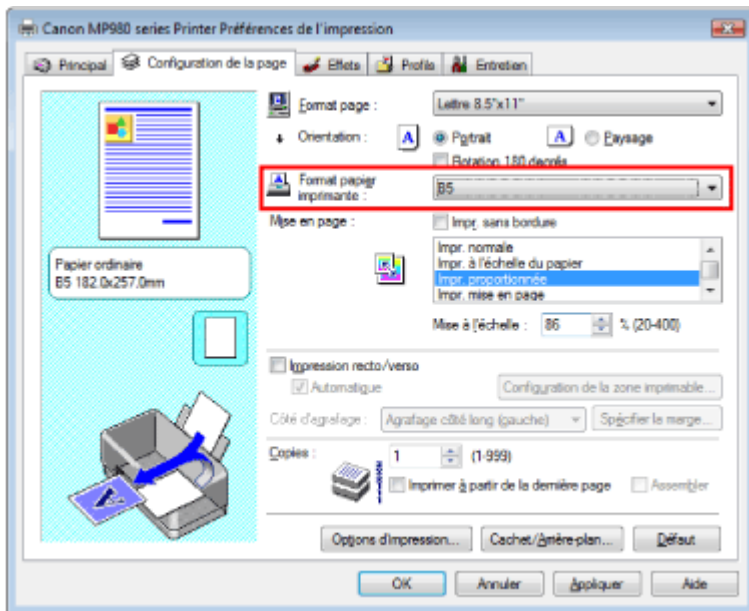 Canon MP980 series Printer Préférences de l'impression
Principal Configuration de la page Effets Profils Entretien
Format page : Lettre 8.5"x11"
Orientation : A Portrait A Paysage
Rotation 180 degrés
Format papier
imprimante : B5
Mise en page : Impr. sans bordure
Impr. normale
Impr. à l'échelle du papier
Impr. proportionnée
Impr. mise en page
Papier ordinaire
B5 182.0x257.0mm
Mise à l'échelle : 86 % (20-400)
Impression recto/verso
Automatique Configuration de la zone imprimable...
Côté d'agrafage : Agrafage côté long (gauche) Spécifier la marge...
Copies : 1 (1-999)
Imprimer à partir de la dernière page Assembler
Options d'impression... Cachet/Arrière-plan... Défaut
OK Annuler Appliquer Aide